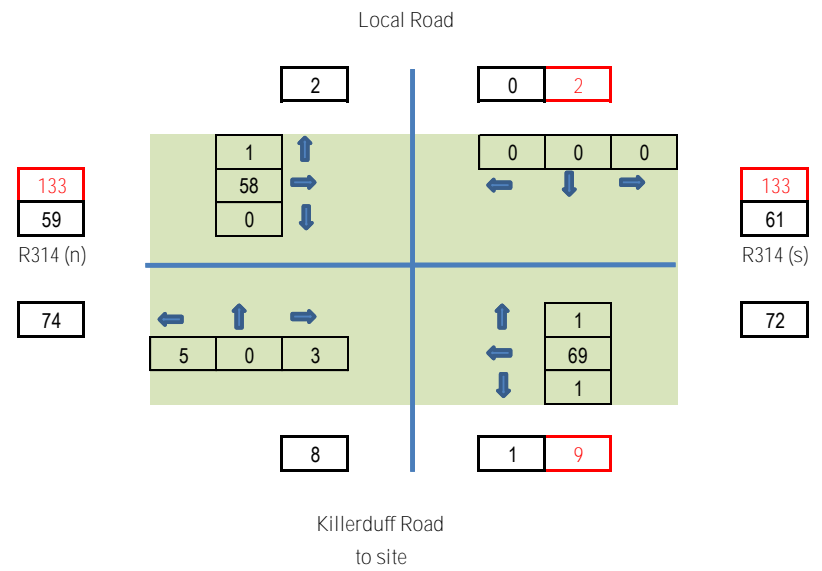 Local Road
2 0 2
1 0 0 0
133 58 133
59 0 61
R314 (n) R314 (s)
74 1 72
5 0 3 69
1
8 1 9
Killerduff Road
to site